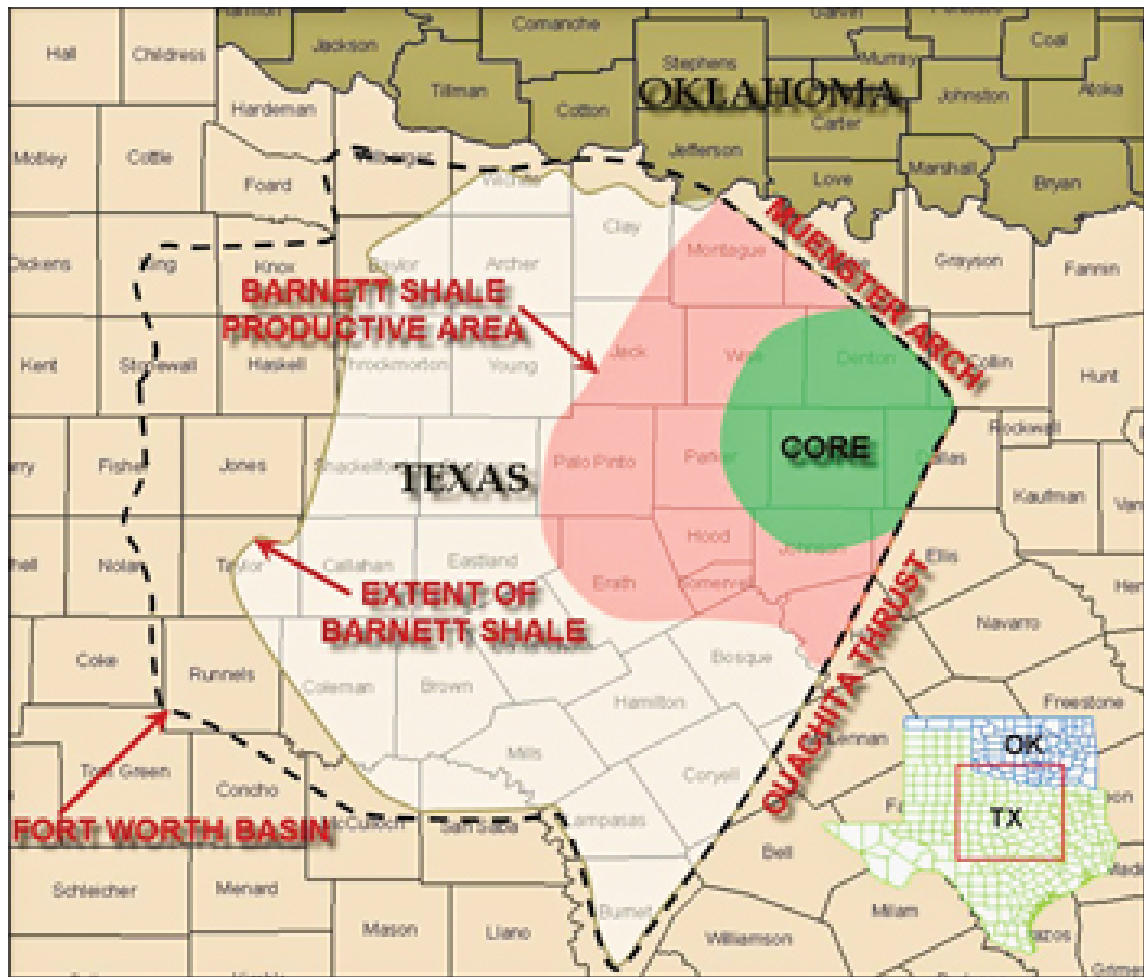 Comanche
Jackson
Coal
Hall
Childress
Stephens
Murray
Tillman
OKLAHOMA
Johnston
Atoka
Hardeman
Cotton
Carter
Jefferson
Motley
Cottle
Marshall
Foard
Love
Bryan
Clay
MUENSTER ARCH
Montague
Dickens
King
Knox
Baylor
Archer
Grayson
Fannin
BARNETT SHALE
PRODUCTIVE AREA
Kent
Stonewall
Haskell
Throckmorton
Young
Jack
Wise
Denton
Collin
Hunt
Rockwall
CORE
Fisher
Jones
Shackelford
TEXAS
Palo Pinto
Parker
Dallas
Kaufman
Van
Hood
Johnson
Nolan
Taylor
Callahan
Eastland
Erath
Somervell
Ellis
EXTENT OF
BARNETT SHALE
OUACHITA THRUST
Navarro
Coke
Runnels
Coleman
Brown
Bosque
Hamilton
Freestone
Mills
OK
Tom Green
Concho
Coryell
TX
FORT WORTH BASIN
McCulloch
San Saba
Lampasas
Bell
Schleicher
Menard
Mason
Llano
Burnet
Williamson
Milam